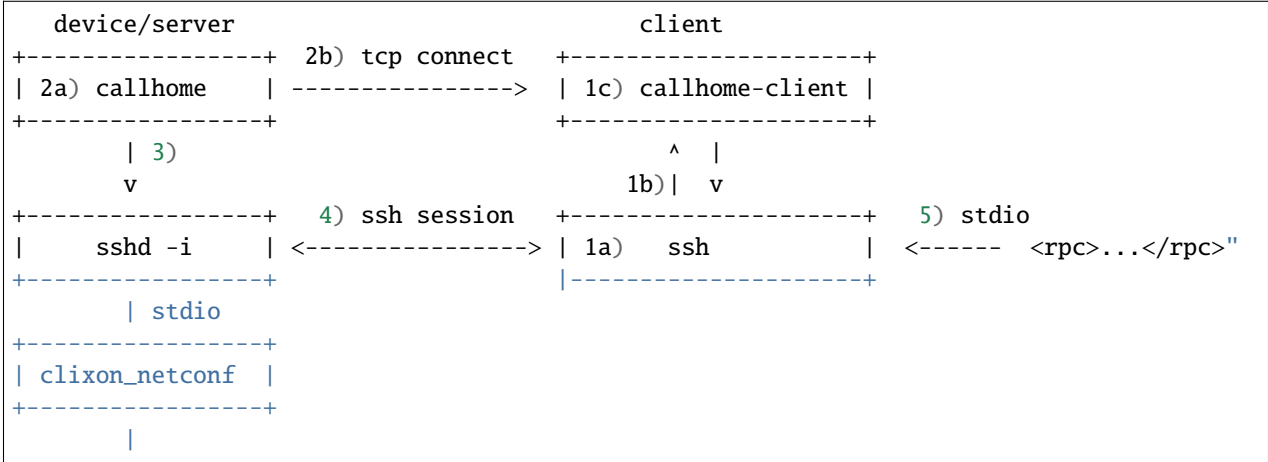 device/server                             client
+-----------------+  2b) tcp connect   +---------------------+
| 2a) callhome    | ---------------->  | 1c) callhome-client |
+-----------------+                    +---------------------+
        | 3)                                   ^  |
        v                                   1b)|  v
+-----------------+   4) ssh session   +---------------------+   5) stdio
|     sshd -i     | <----------------> | 1a)   ssh           |  <------  <rpc>...</rpc>"
+-----------------+                    |---------------------+
        | stdio
+-----------------+
| clixon_netconf  |
+-----------------+
        |